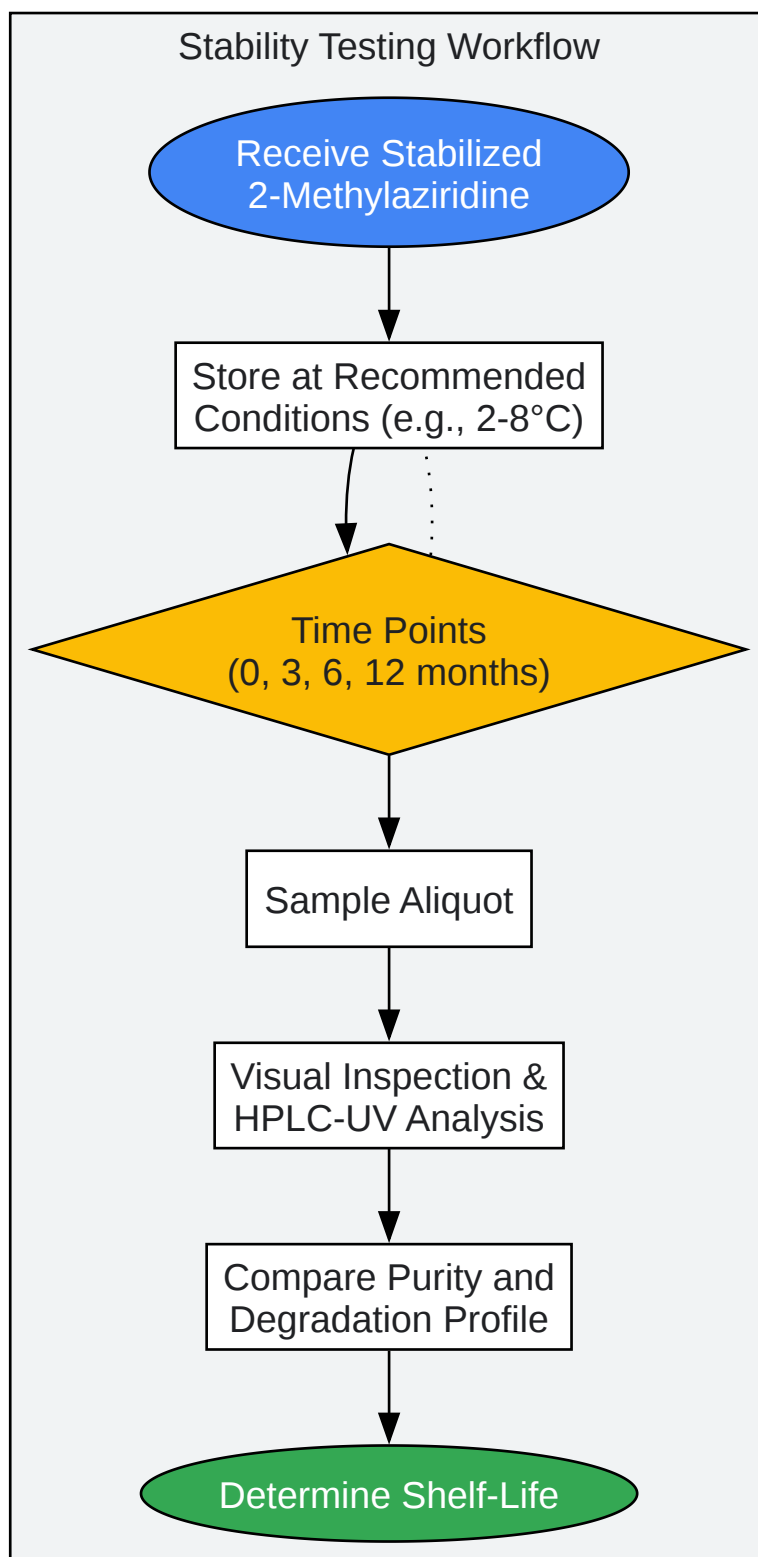 Stability Testing Workflow
Receive Stabilized
2-Methylaziridine
Store at Recommended
Conditions (e.g., 2-8°C)
Time Points
(0, 3, 6, 12 months)
Sample Aliquot
Visual Inspection &
HPLC-UV Analysis
Compare Purity and
Degradation Profile
Determine Shelf-Life